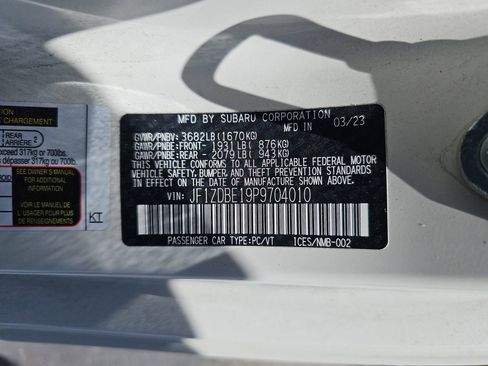 E CHARGEMENT
REAR
ARRIÈRE
exceed 317kg or 700lb.
s dépasser 317kg ou 700lb.
SEE OWNER'S MANUAL
FOR ADDITIONAL
INFORMATION
VOIR LE MANUEL
DE L'USAGER
POUR PLUS DE
RENSEIGNEMENTS
KT
MFD BY SUBARU CORPORATION
MFD IN 03/23
GVWR/PNBV: 3682LB(1670KG)
GAWR/PNBE:FRONT- 1931LB( 876KG)
GAWR/PNBE:REAR - 2079LB( 943KG)
THIS VEHICLE CONFORMS TO ALL APPLICABLE FEDERAL MOTOR
VEHICLE SAFETY,BUMPER, AND THEFT PREVENTION STANDARDS
IN EFFECT ON THE DATE OF MANUFACTURE SHOWN ABOVE.
VIN: JF1ZDBE19P9704010
PASSENGER CAR TYPE:PC/VT ICES/NMB-002